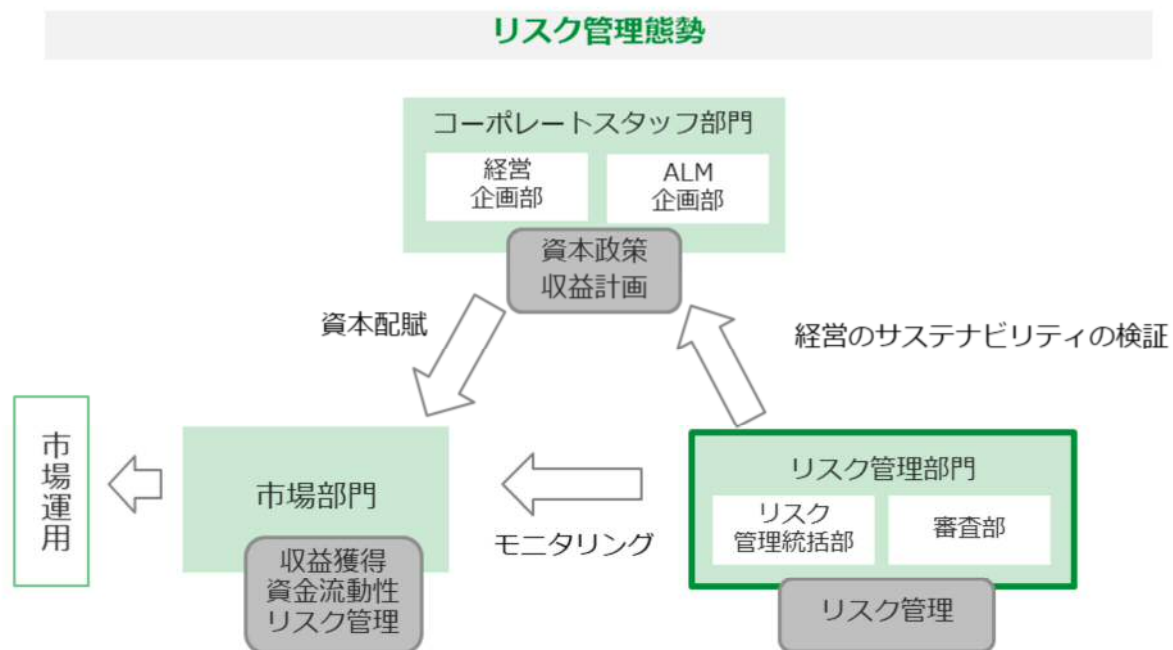 リスク管理態勢
コーポレートスタッフ部門
経営
企画部
ALM
企画部
資本政策
収益計画
資本配賦
経営のサステナビリティの検証
市場運用
市場部門
収益獲得
資金流動性
リスク管理
モニタリング
リスク管理部門
リスク
管理統括部
審査部
リスク管理